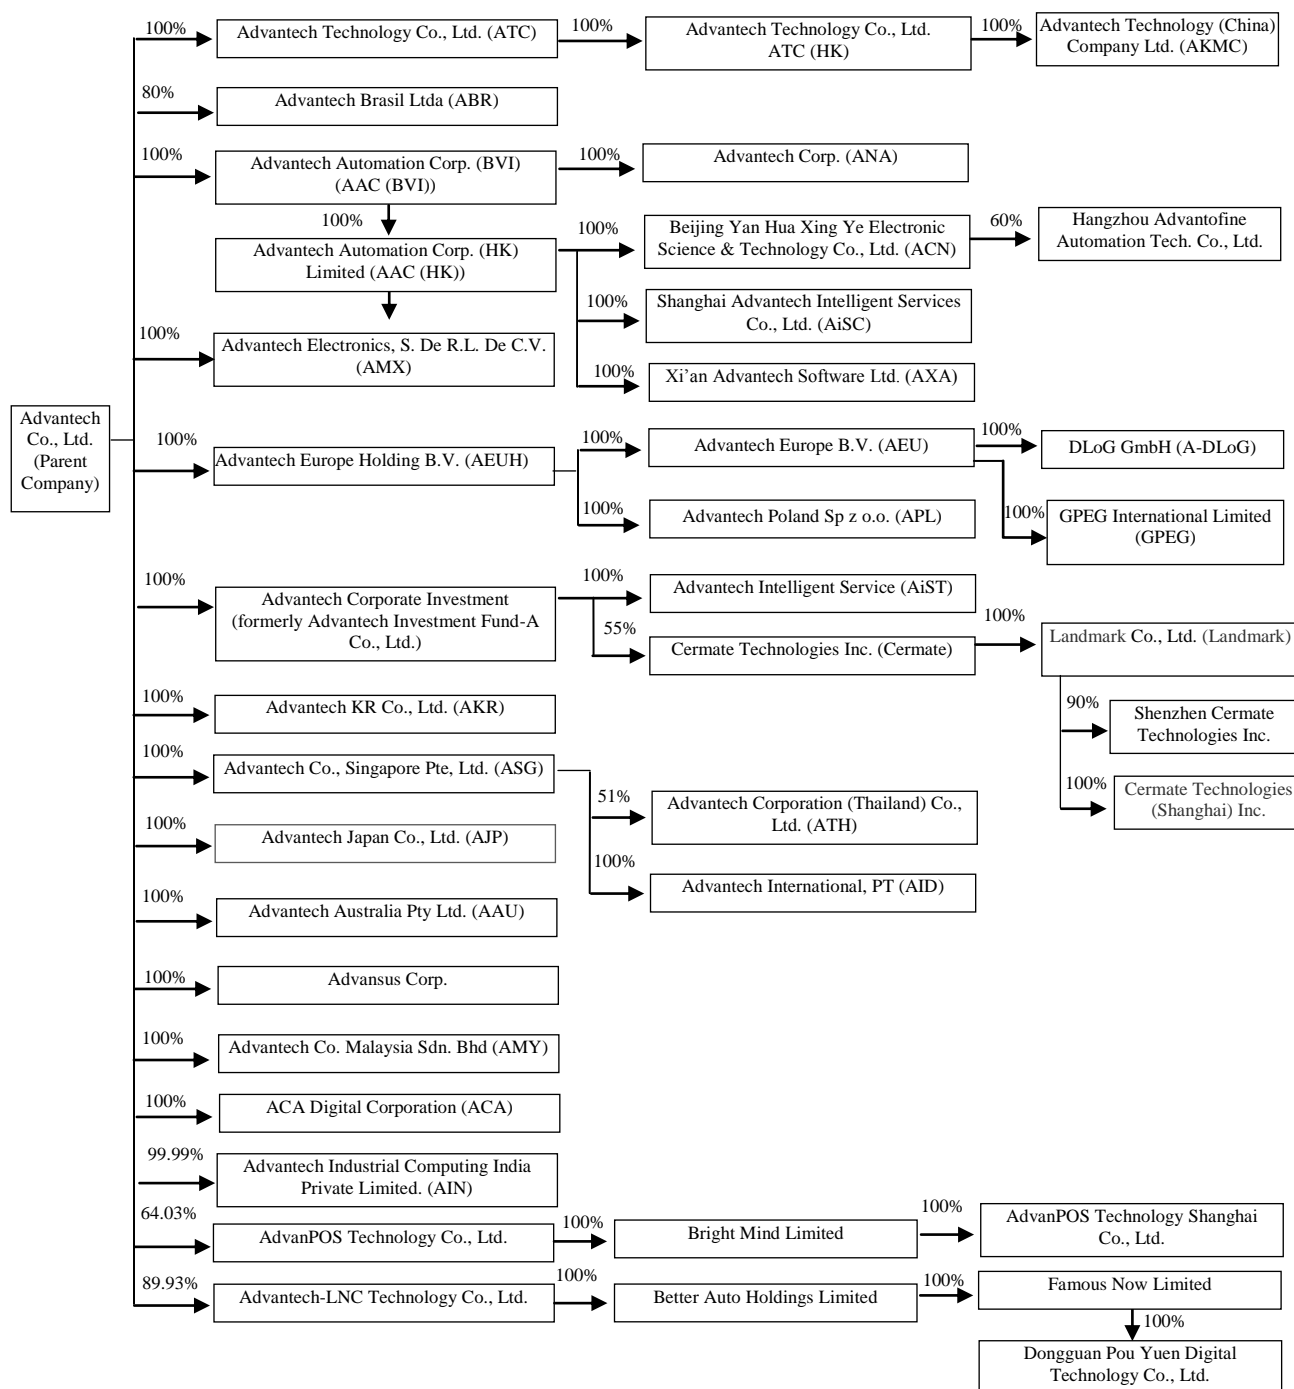 100%
Advantech Technology Co., Ltd. (ATC)
100%
Advantech Technology Co., Ltd.
ATC (HK)
100%
Advantech Technology (China)
Company Ltd. (AKMC)
80%
Advantech Brasil Ltda (ABR)
100%
Advantech Automation Corp. (BVI)
(AAC (BVI))
100%
Advantech Corp. (ANA)
100%
Advantech Automation Corp. (HK)
Limited (AAC (HK))
100%
Beijing Yan Hua Xing Ye Electronic
Science & Technology Co., Ltd. (ACN)
60%
Hangzhou Advantofine
Automation Tech. Co., Ltd.
100%
Shanghai Advantech Intelligent Services
Co., Ltd. (AiSC)
100%
Advantech Electronics, S. De R.L. De C.V.
(AMX)
100%
Xi’an Advantech Software Ltd. (AXA)
Advantech
Co., Ltd.
(Parent
Company)
100%
Advantech Europe Holding B.V. (AEUH)
100%
Advantech Europe B.V. (AEU)
100%
DLoG GmbH (A-DLoG)
100%
Advantech Poland Sp z o.o. (APL)
100%
GPEG International Limited
(GPEG)
100%
Advantech Corporate Investment
(formerly Advantech Investment Fund-A
Co., Ltd.)
100%
Advantech Intelligent Service (AiST)
55%
Cermate Technologies Inc. (Cermate)
100%
Landmark Co., Ltd. (Landmark)
90%
Shenzhen Cermate
Technologies Inc.
100%
Cermate Technologies
(Shanghai) Inc.
100%
Advantech KR Co., Ltd. (AKR)
100%
Advantech Co., Singapore Pte, Ltd. (ASG)
51%
Advantech Corporation (Thailand) Co.,
Ltd. (ATH)
100%
Advantech International, PT (AID)
100%
Advantech Japan Co., Ltd. (AJP)
100%
Advantech Australia Pty Ltd. (AAU)
100%
Advansus Corp.
100%
Advantech Co. Malaysia Sdn. Bhd (AMY)
100%
ACA Digital Corporation (ACA)
99.99%
Advantech Industrial Computing India
Private Limited. (AIN)
64.03%
AdvanPOS Technology Co., Ltd.
100%
Bright Mind Limited
100%
AdvanPOS Technology Shanghai
Co., Ltd.
89.93%
Advantech-LNC Technology Co., Ltd.
100%
Better Auto Holdings Limited
100%
Famous Now Limited
100%
Dongguan Pou Yuen Digital
Technology Co., Ltd.